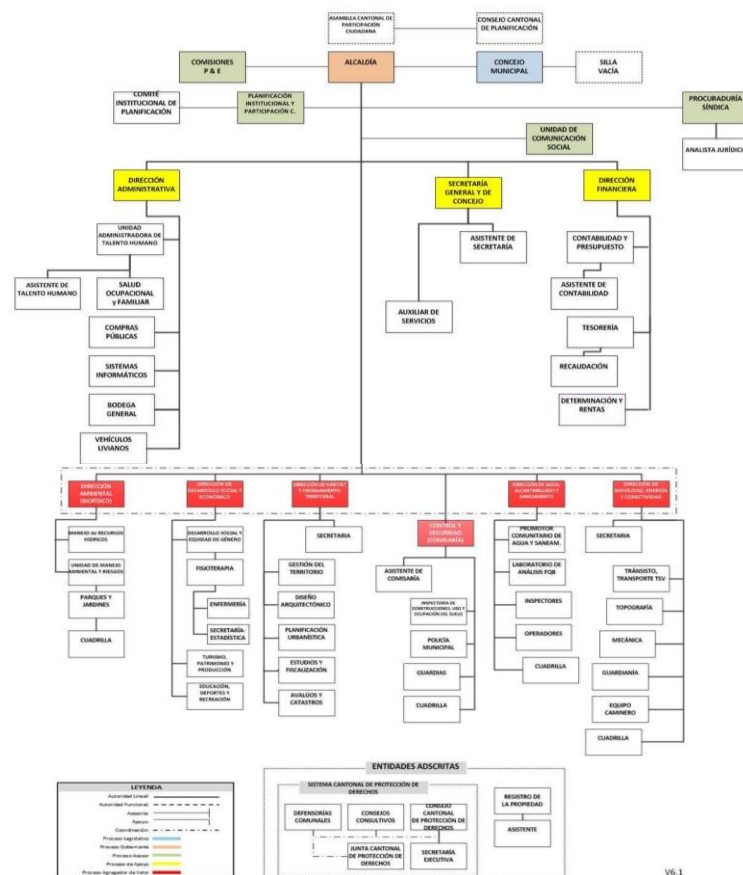 ASAMBLEA CANTONAL DE
PARTICIPACIÓN
CIUDADANA
CONSEJO CANTONAL
DE PLANIFICACIÓN
COMISIONES
P & E
ALCALDÍA
CONCEJO
MUNICIPAL
SILLA
VACÍA
COMITÉ
INSTITUCIONAL DE
PLANIFICACIÓN
PLANIFICACIÓN
INSTITUCIONAL Y
PARTICIPACIÓN C.
PROCURADURÍA
SÍNDICA
UNIDAD DE
COMUNICACIÓN
SOCIAL
ANALISTA JURÍDICO
DIRECCIÓN
ADMINISTRATIVA
SECRETARÍA
GENERAL Y DE
CONCEJO
DIRECCIÓN
FINANCIERA
UNIDAD
ADMINISTRADORA DE
TALENTO HUMANO
ASISTENTE DE
TALENTO HUMANO
SALUD
OCUPACIONAL
y FAMILIAR
COMPRAS
PÚBLICAS
SISTEMAS
INFORMÁTICOS
BODEGA
GENERAL
VEHÍCULOS
LIVIANOS
ASISTENTE DE
SECRETARÍA
AUXILIAR DE
SERVICIOS
CONTABILIDAD Y
PRESUPUESTO
ASISTENTE DE
CONTABILIDAD
TESORERÍA
RECAUDACIÓN
DETERMINACIÓN Y
RENTAS
DIRECCIÓN
AMBIENTAL
(BIOFÍSICO)
DIRECCIÓN DE
DESARROLLO SOCIAL Y
ECONÓMICO
DIRECCIÓN DE HÁBITAT
Y ORDENAMIENTO
TERRITORIAL
CONTROL Y
SEGURIDAD
(COMISARÍA)
DIRECCIÓN DE AGUA,
ALCANTARILLADO Y
SANEAMIENTO
DIRECCIÓN DE
MOVILIDAD, ENERGÍA
Y CONECTIVIDAD
MANEJO de RECURSOS
HIDRICOS
UNIDAD DE MANEJO
AMBIENTAL Y RIESGOS
PARQUES Y
JARDINES
CUADRILLA
DESARROLLO SOCIAL Y
EQUIDAD DE GÉNERO
FISIOTERAPIA
ENFERMERÍA
SECRETARÍA-
ESTADÍSTICA
TURISMO,
PATRIMONIO Y
PRODUCCIÓN
EDUCACIÓN,
DEPORTES Y
RECREACIÓN
SECRETARIA
GESTIÓN DEL
TERRITORIO
DISEÑO
ARQUITECTÓNICO
PLANIFICACIÓN
URBANÍSTICA
ESTUDIOS Y
FISCALIZACIÓN
AVALÚOS Y
CATASTROS
ASISTENTE DE
COMISARÍA
INSPECTORÍA DE
CONSTRUCCIONES, USO Y
OCUPACIÓN DEL SUELO
POLICÍA
MUNICIPAL
GUARDIAS
CUADRILLA
PROMOTOR
COMUNITARIO DE
AGUA Y SANEAM.
LABORATORIO DE
ANÁLISIS FQB
INSPECTORES
OPERADORES
CUADRILLA
SECRETARIA
TRÁNSISTO,
TRANSPORTE TSV
TOPOGRAFÍA
MECÁNICA
GUARDIANÍA
EQUIPO
CAMINERO
CUADRILLA
ENTIDADES ADSCRITAS
SISTEMA CANTONAL DE PROTECCIÓN DE
DERECHOS
DEFENSORÍAS
COMUNALES
CONSEJOS
CONSULTIVOS
CONSEJO
CANTONAL
DE PROTECCIÓN DE
DERECHOS
JUNTA CANTONAL
DE PROTECCIÓN DE
DERECHOS
SECRETARÍA
EJECUTIVA
REGISTRO DE
LA PROPIEDAD
ASISTENTE
LEYENDA
Autoridad Lineal:
Autoridad Funcional:
Asesoría
Apoyo
Coordinación:
Proceso Legislativo
Proceso Gobernante
Proceso Asesor
Proceso de Apoyo
Proceso Agregador de Valor
V6.1